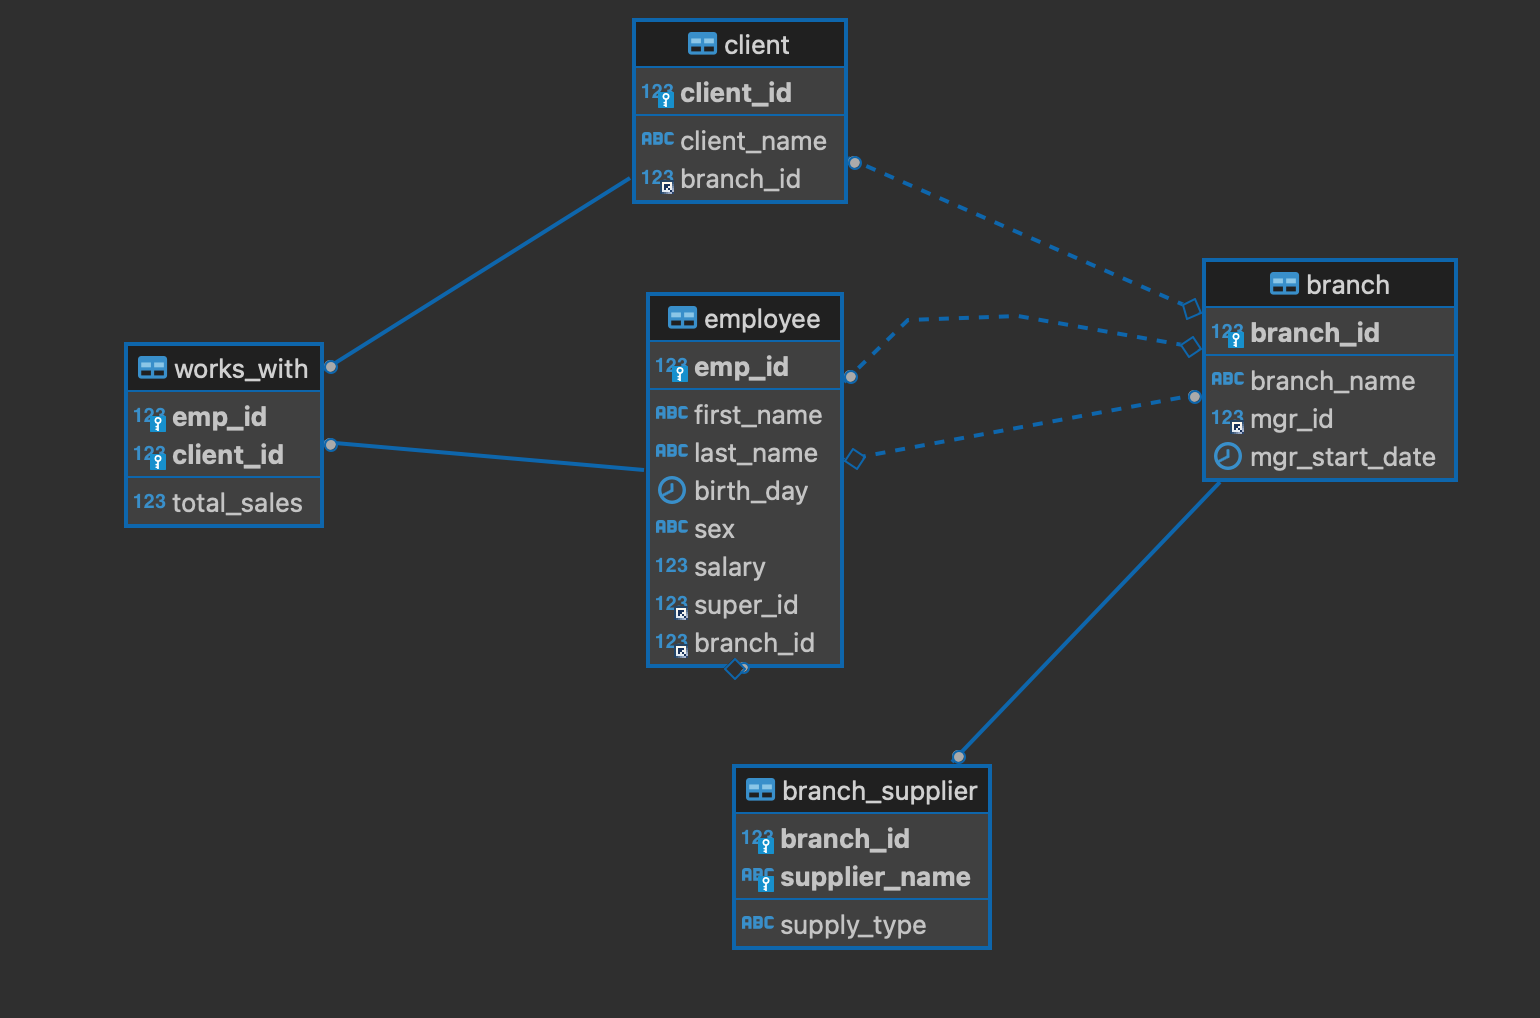 client
123 client_id
ABC client_name
123 branch_id
employee
123 emp_id
ABC first_name
ABC last_name
birth_day
ABC sex
123 salary
123 super_id
123 branch_id
works_with
123 emp_id
123 client_id
123 total_sales
branch
123 branch_id
ABC branch_name
123 mgr_id
mgr_start_date
branch_supplier
123 branch_id
ABC supplier_name
ABC supply_type